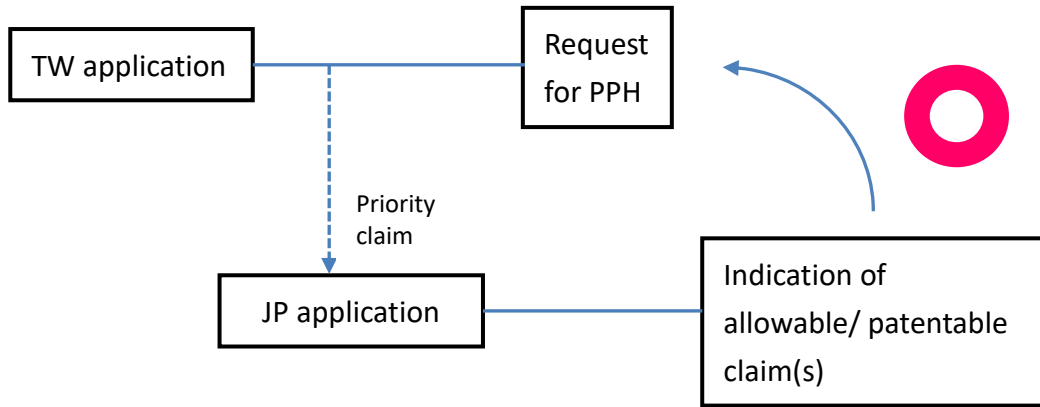 TW application
Request
for PPH
Priority
claim
JP application
Indication of
allowable/ patentable
claim(s)